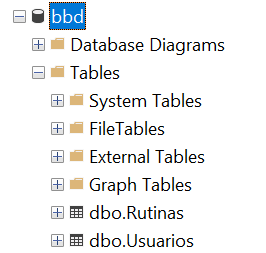 bbd
Database Diagrams
Tables
System Tables
FileTables
External Tables
Graph Tables
dbo.Rutinas
dbo.Usuarios